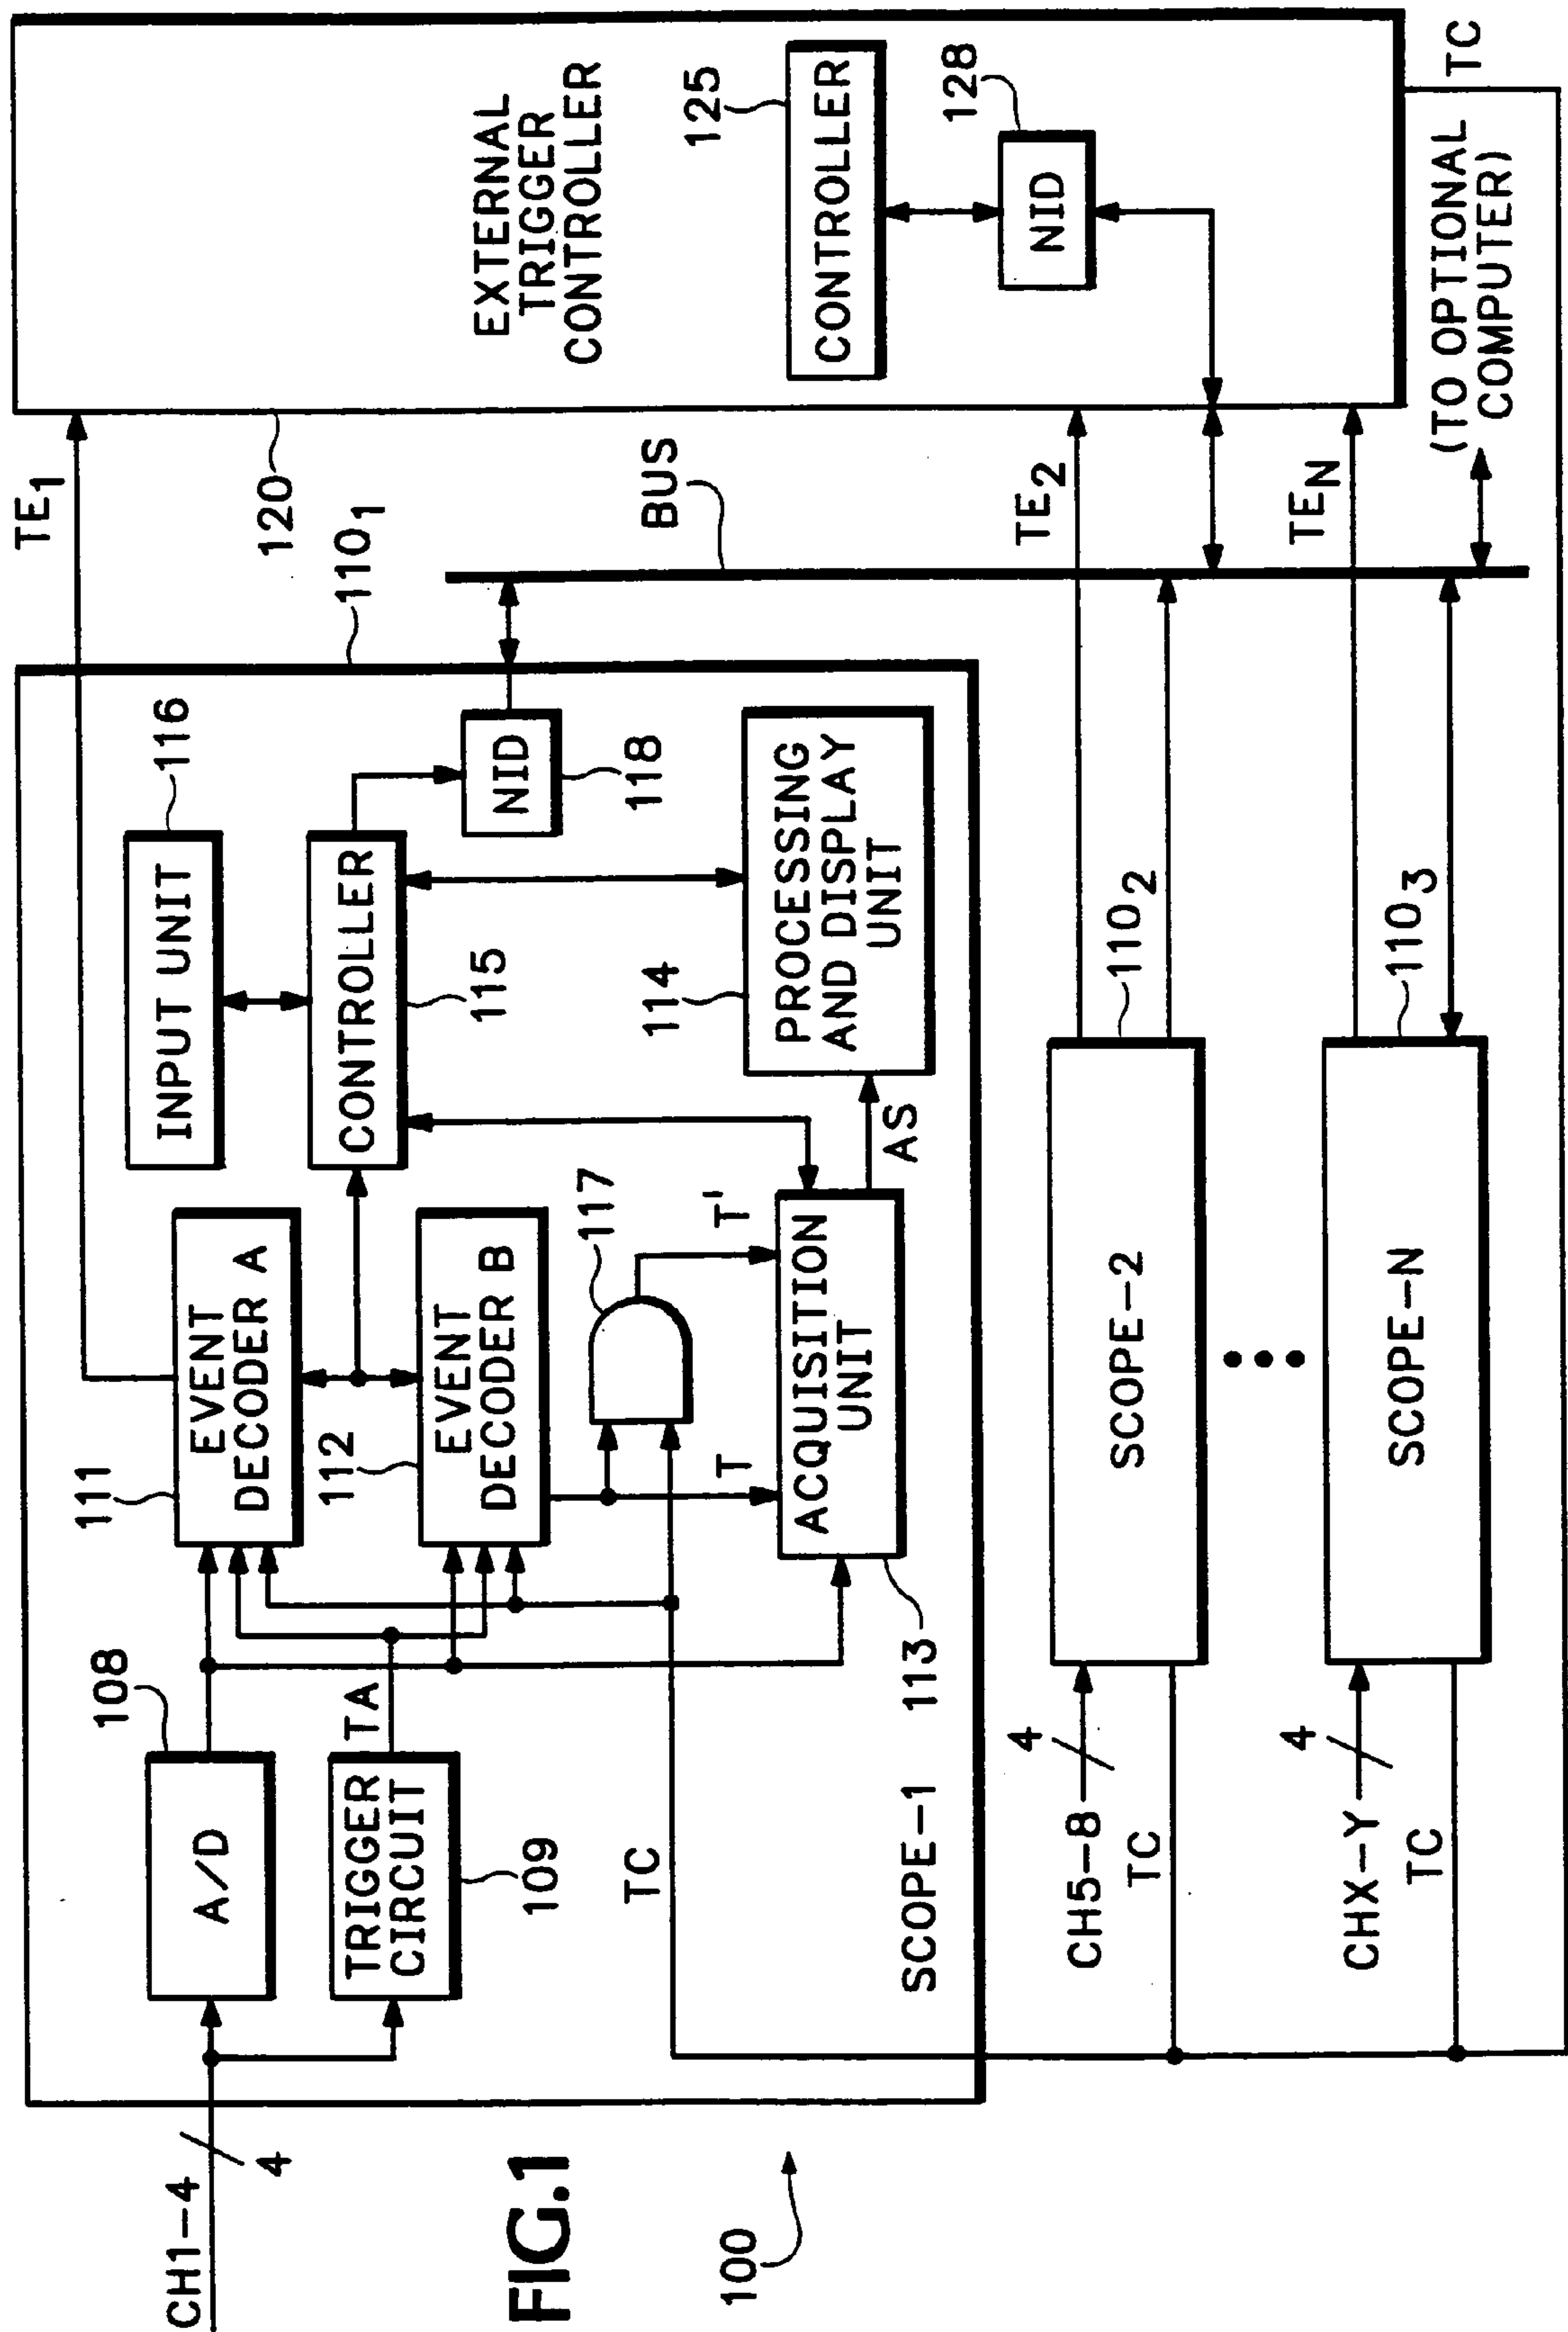 CH1-4
4
A/D
108
TRIGGER
CIRCUIT
109
TA
TC
SCOPE-1
111
EVENT
DECODER A
112
EVENT
DECODER B
117
T
T'
ACQUISITION
UNIT
113
AS
INPUT UNIT
116
CONTROLLER
115
NID
118
114
PROCESSING
AND DISPLAY
UNIT
110₁
TE₁
120
BUS
EXTERNAL
TRIGGER
CONTROLLER
125
CONTROLLER
128
NID
CH5-8
4
TC
SCOPE-2
110₂
TE₂
CHX-Y
4
TC
SCOPE-N
110₃
TEN
(TO OPTIONAL
COMPUTER)
TC
FIG.1
100